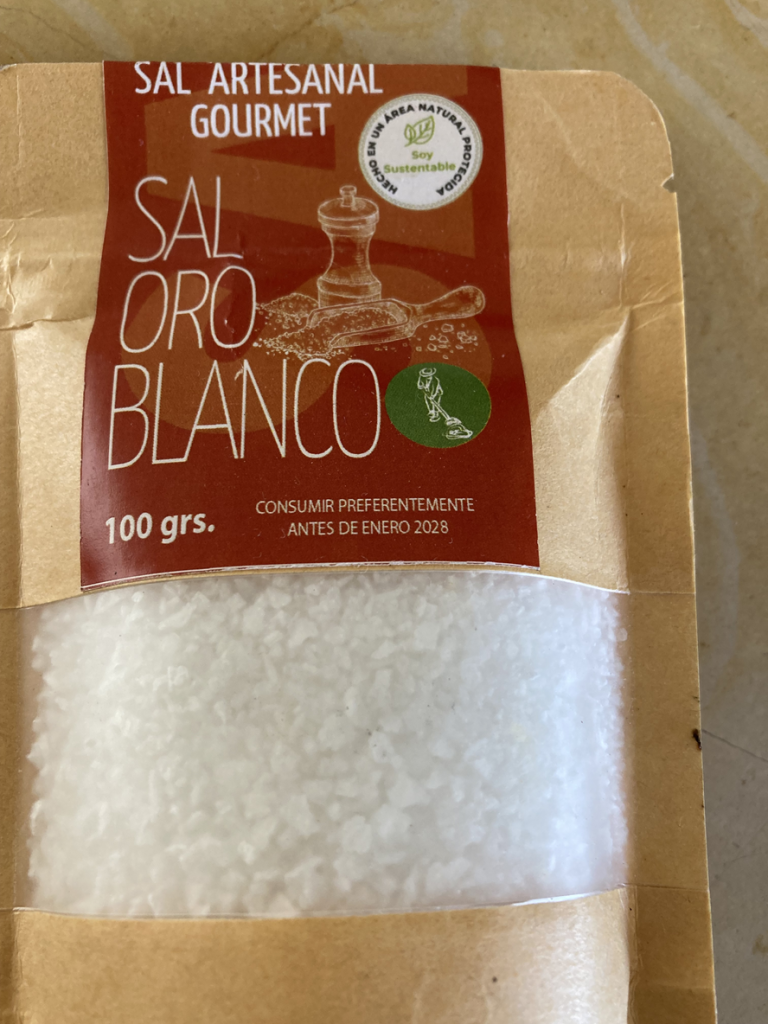 SAL ARTESANAL
GOURMET
HECHO EN UN ÁREA NATURAL PROTEGIDA
Soy
Sustentable
SAL
ORO
BLANCO
100 grs.
CONSUMIR PREFERENTEMENTE
ANTES DE ENERO 2028